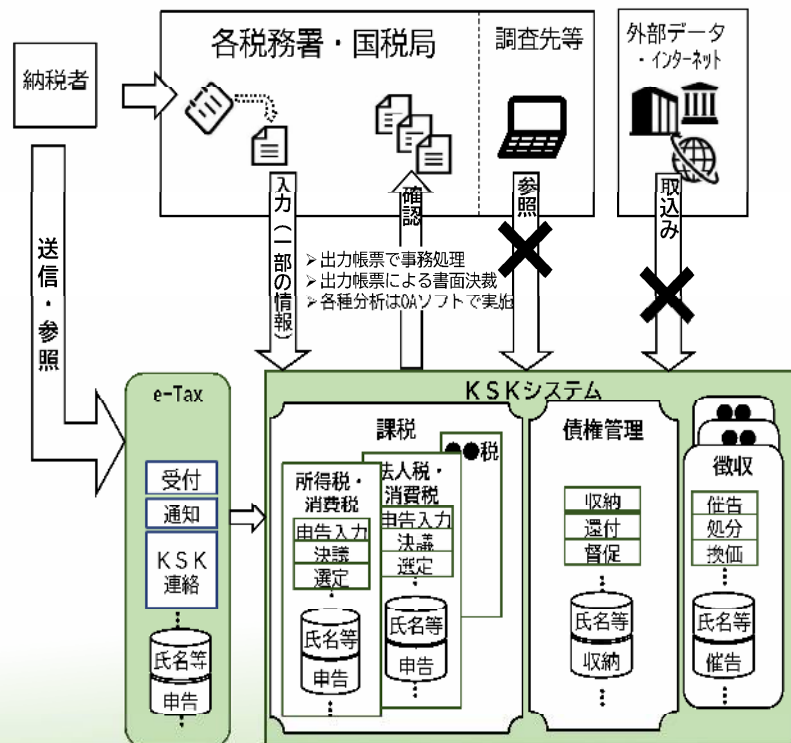 納税者
各税務署・国税局
調査先等
外部データ
・インターネット
入力（一部の情報）
確認
参照
取込み
送信・参照
➢出力帳票で事務処理
➢出力帳票による書面決裁
➢各種分析はOAソフトで実施
e-Tax
受付
通知
ＫＳＫ
連絡
氏名等
申告
ＫＳＫシステム
課税
所得税・
消費税
申告入力
決議
選定
氏名等
申告
法人税・
消費税
申告入力
決議
選定
氏名等
申告
●●税
債権管理
収納
還付
督促
氏名等
収納
●●
●●
徴収
催告
処分
換価
氏名等
催告